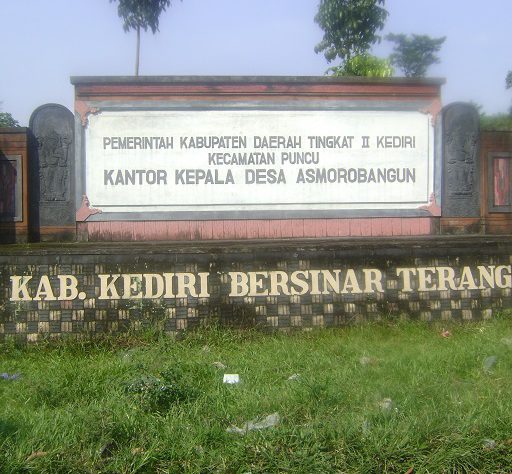 PEMERINTAH KABUPATEN DAERAH TINGKAT II KEDIRI
KECAMATAN PUNCU
KANTOR KEPALA DESA ASMOROBANGUN
KAB. KEDIRI BERSINAR TERANG